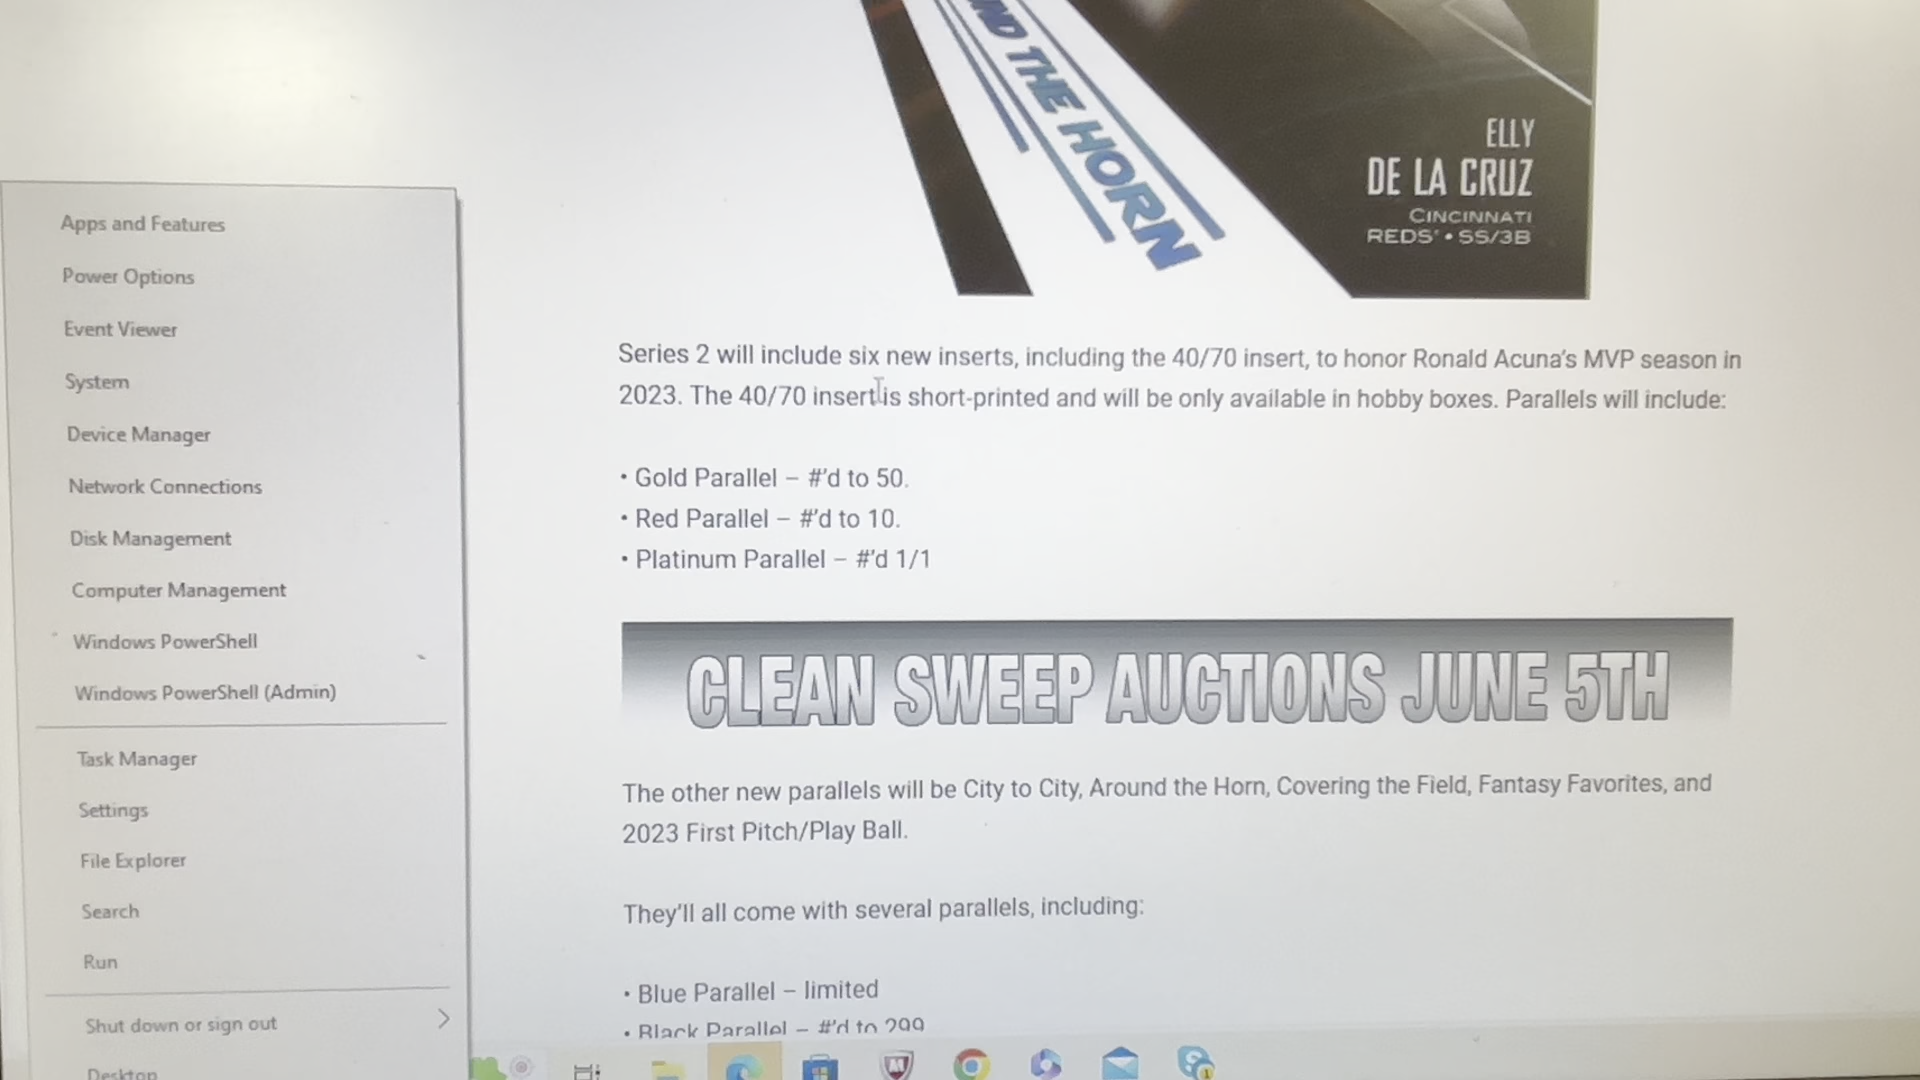 THE HORN
ELLY
DE LA CRUZ
CINCINNATI
REDS • SS/3B
Apps and Features
Power Options
Event Viewer
System
Device Manager
Network Connections
Disk Management
Computer Management
Windows PowerShell
Windows PowerShell (Admin)
Task Manager
Settings
File Explorer
Search
Run
Shut down or sign out
Desktop
Series 2 will include six new inserts, including the 40/70 insert, to honor Ronald Acuna's MVP season in
2023. The 40/70 insert is short-printed and will be only available in hobby boxes. Parallels will include:
• Gold Parallel – #'d to 50.
• Red Parallel – #'d to 10.
• Platinum Parallel – #'d 1/1
CLEAN SWEEP AUCTIONS JUNE 5TH
The other new parallels will be City to City, Around the Horn, Covering the Field, Fantasy Favorites, and
2023 First Pitch/Play Ball.
They'll all come with several parallels, including:
• Blue Parallel – limited
• Black Parallel – #'d to 299